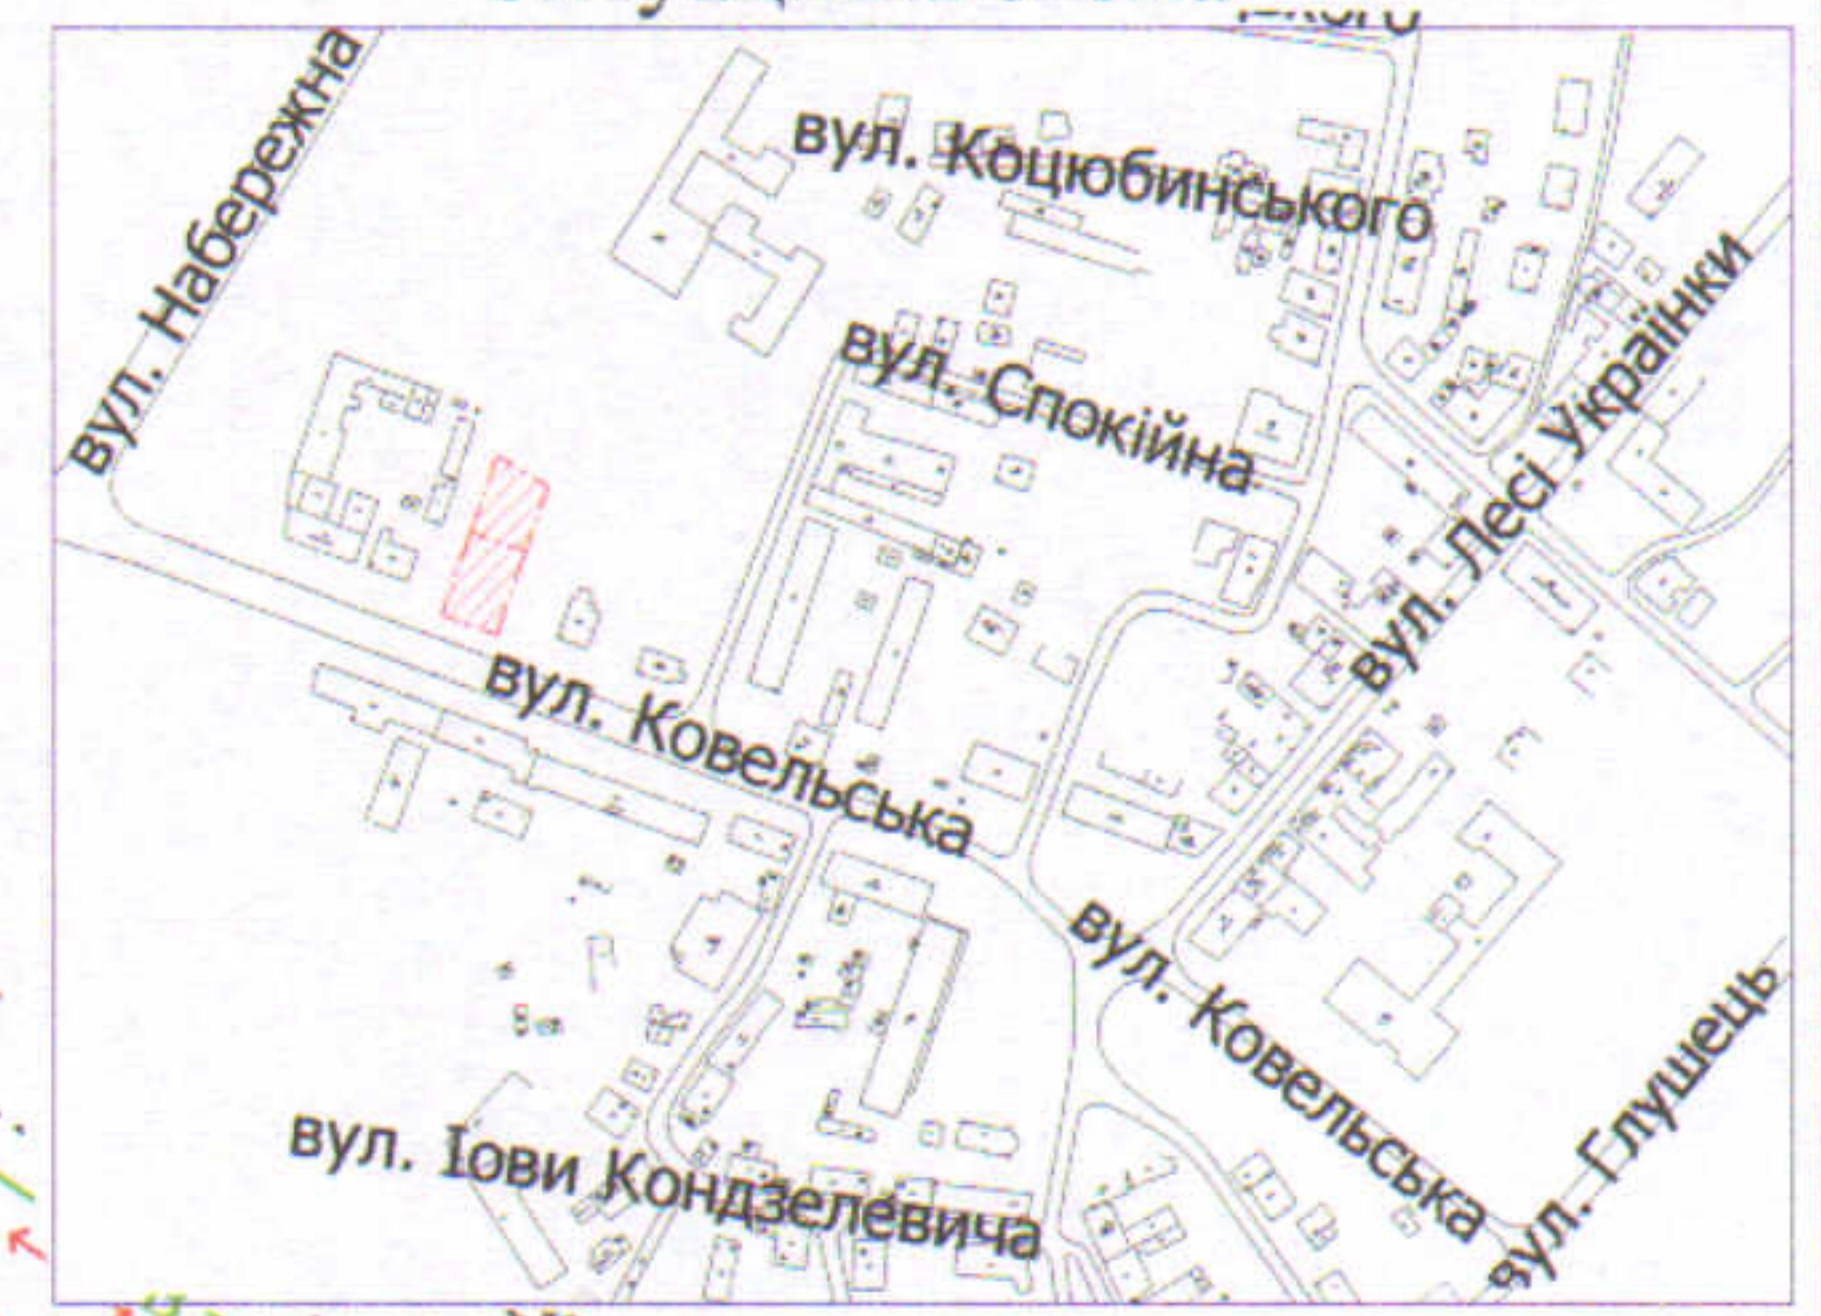 вул. Набережна
вул. Коцюбинського
вул. Спокійна
вул. Лесі Українки
вул. Ковельська
вул. Ковельська
вул. Глушець
вул. Іови Кондзелевича